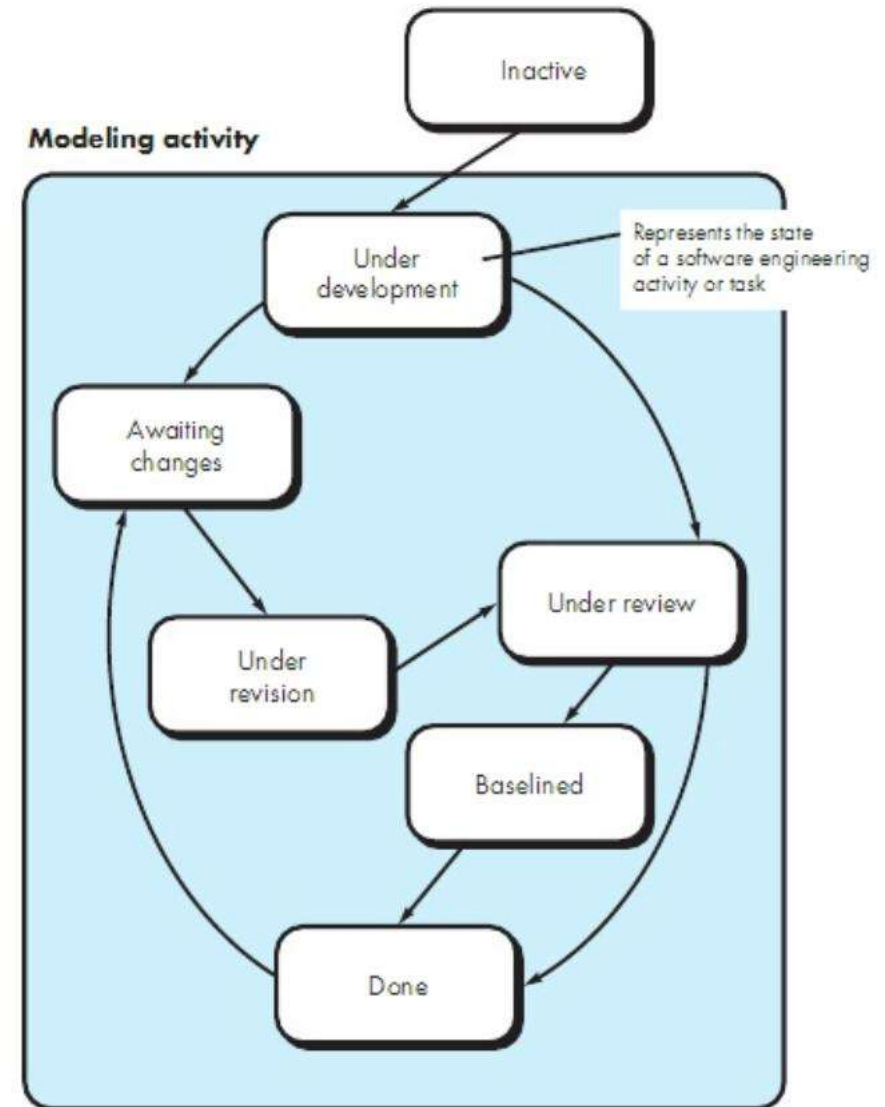 Inactive
Modeling activity
Under
development
Represents the state
of a software engineering
activity or task
Awaiting
changes
Under review
Under
revision
Baselined
Done